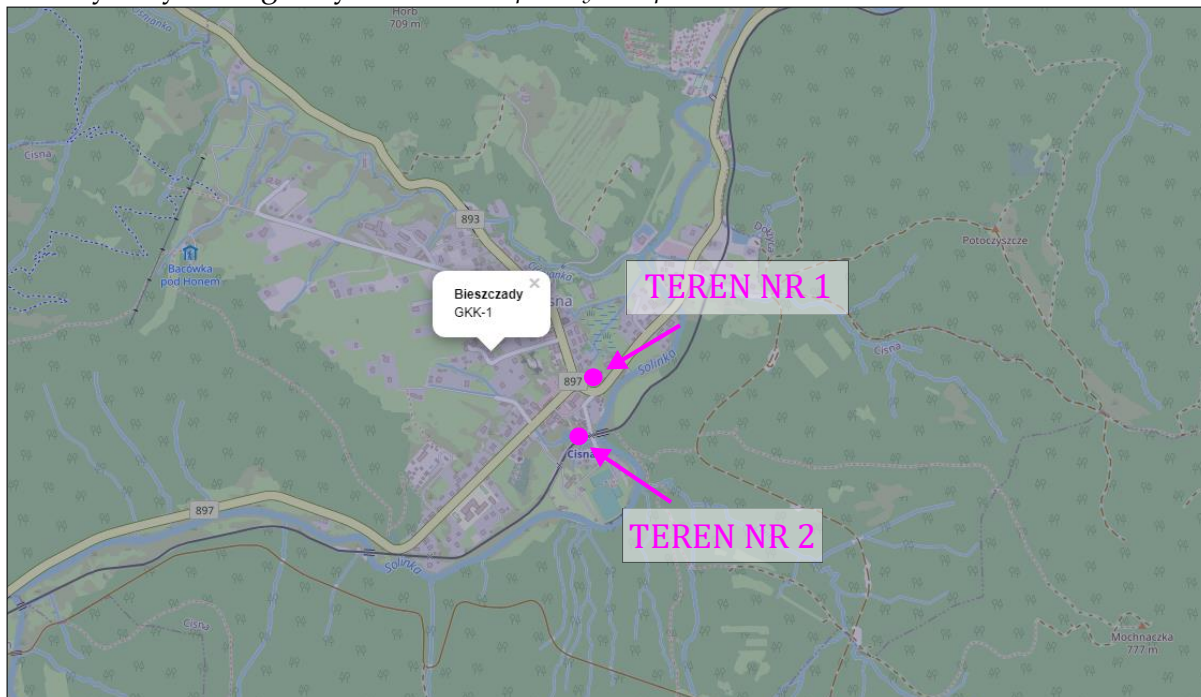 Horb
709 m
Cisna
893
Bacówka
pod Honem
Potoczyszcze
TEREN NR 1
Bieszczady
GKK-1
Cisna
Solinka
897
Cisna
897
TEREN NR 2
Solinka
Cisna
Mochnaczka
777 m